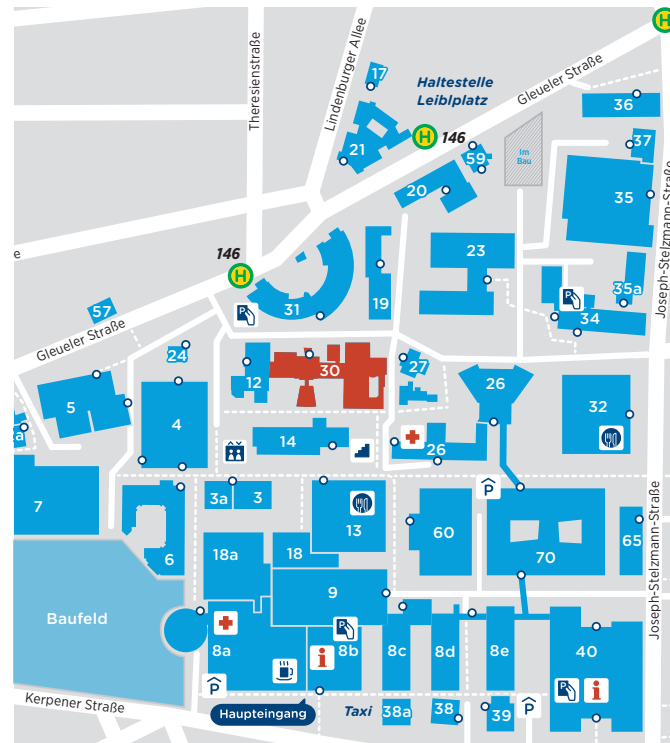 H
17
Haltestelle
Leiblplatz
Gleueler Straße
Theresienstraße
Lindenburger Allee
36
H 146
21
59
Im
Bau
37
20
35
Joseph-Stelzmann-Straße
146
H
23
e
31
19
P
35a
34
P
57
Gleueler Straße
24
30
27
12
26
5
4
32
14
26
a
7
3a
3
13
P
60
70
65
6
18a
18
9
Baufeld
Joseph-Stelzmann-Straße
8a
i
8b
P
8c
8d
8e
40
P
i
P
Kerpener Straße
Haupteingang
Taxi
38a
38
39
P